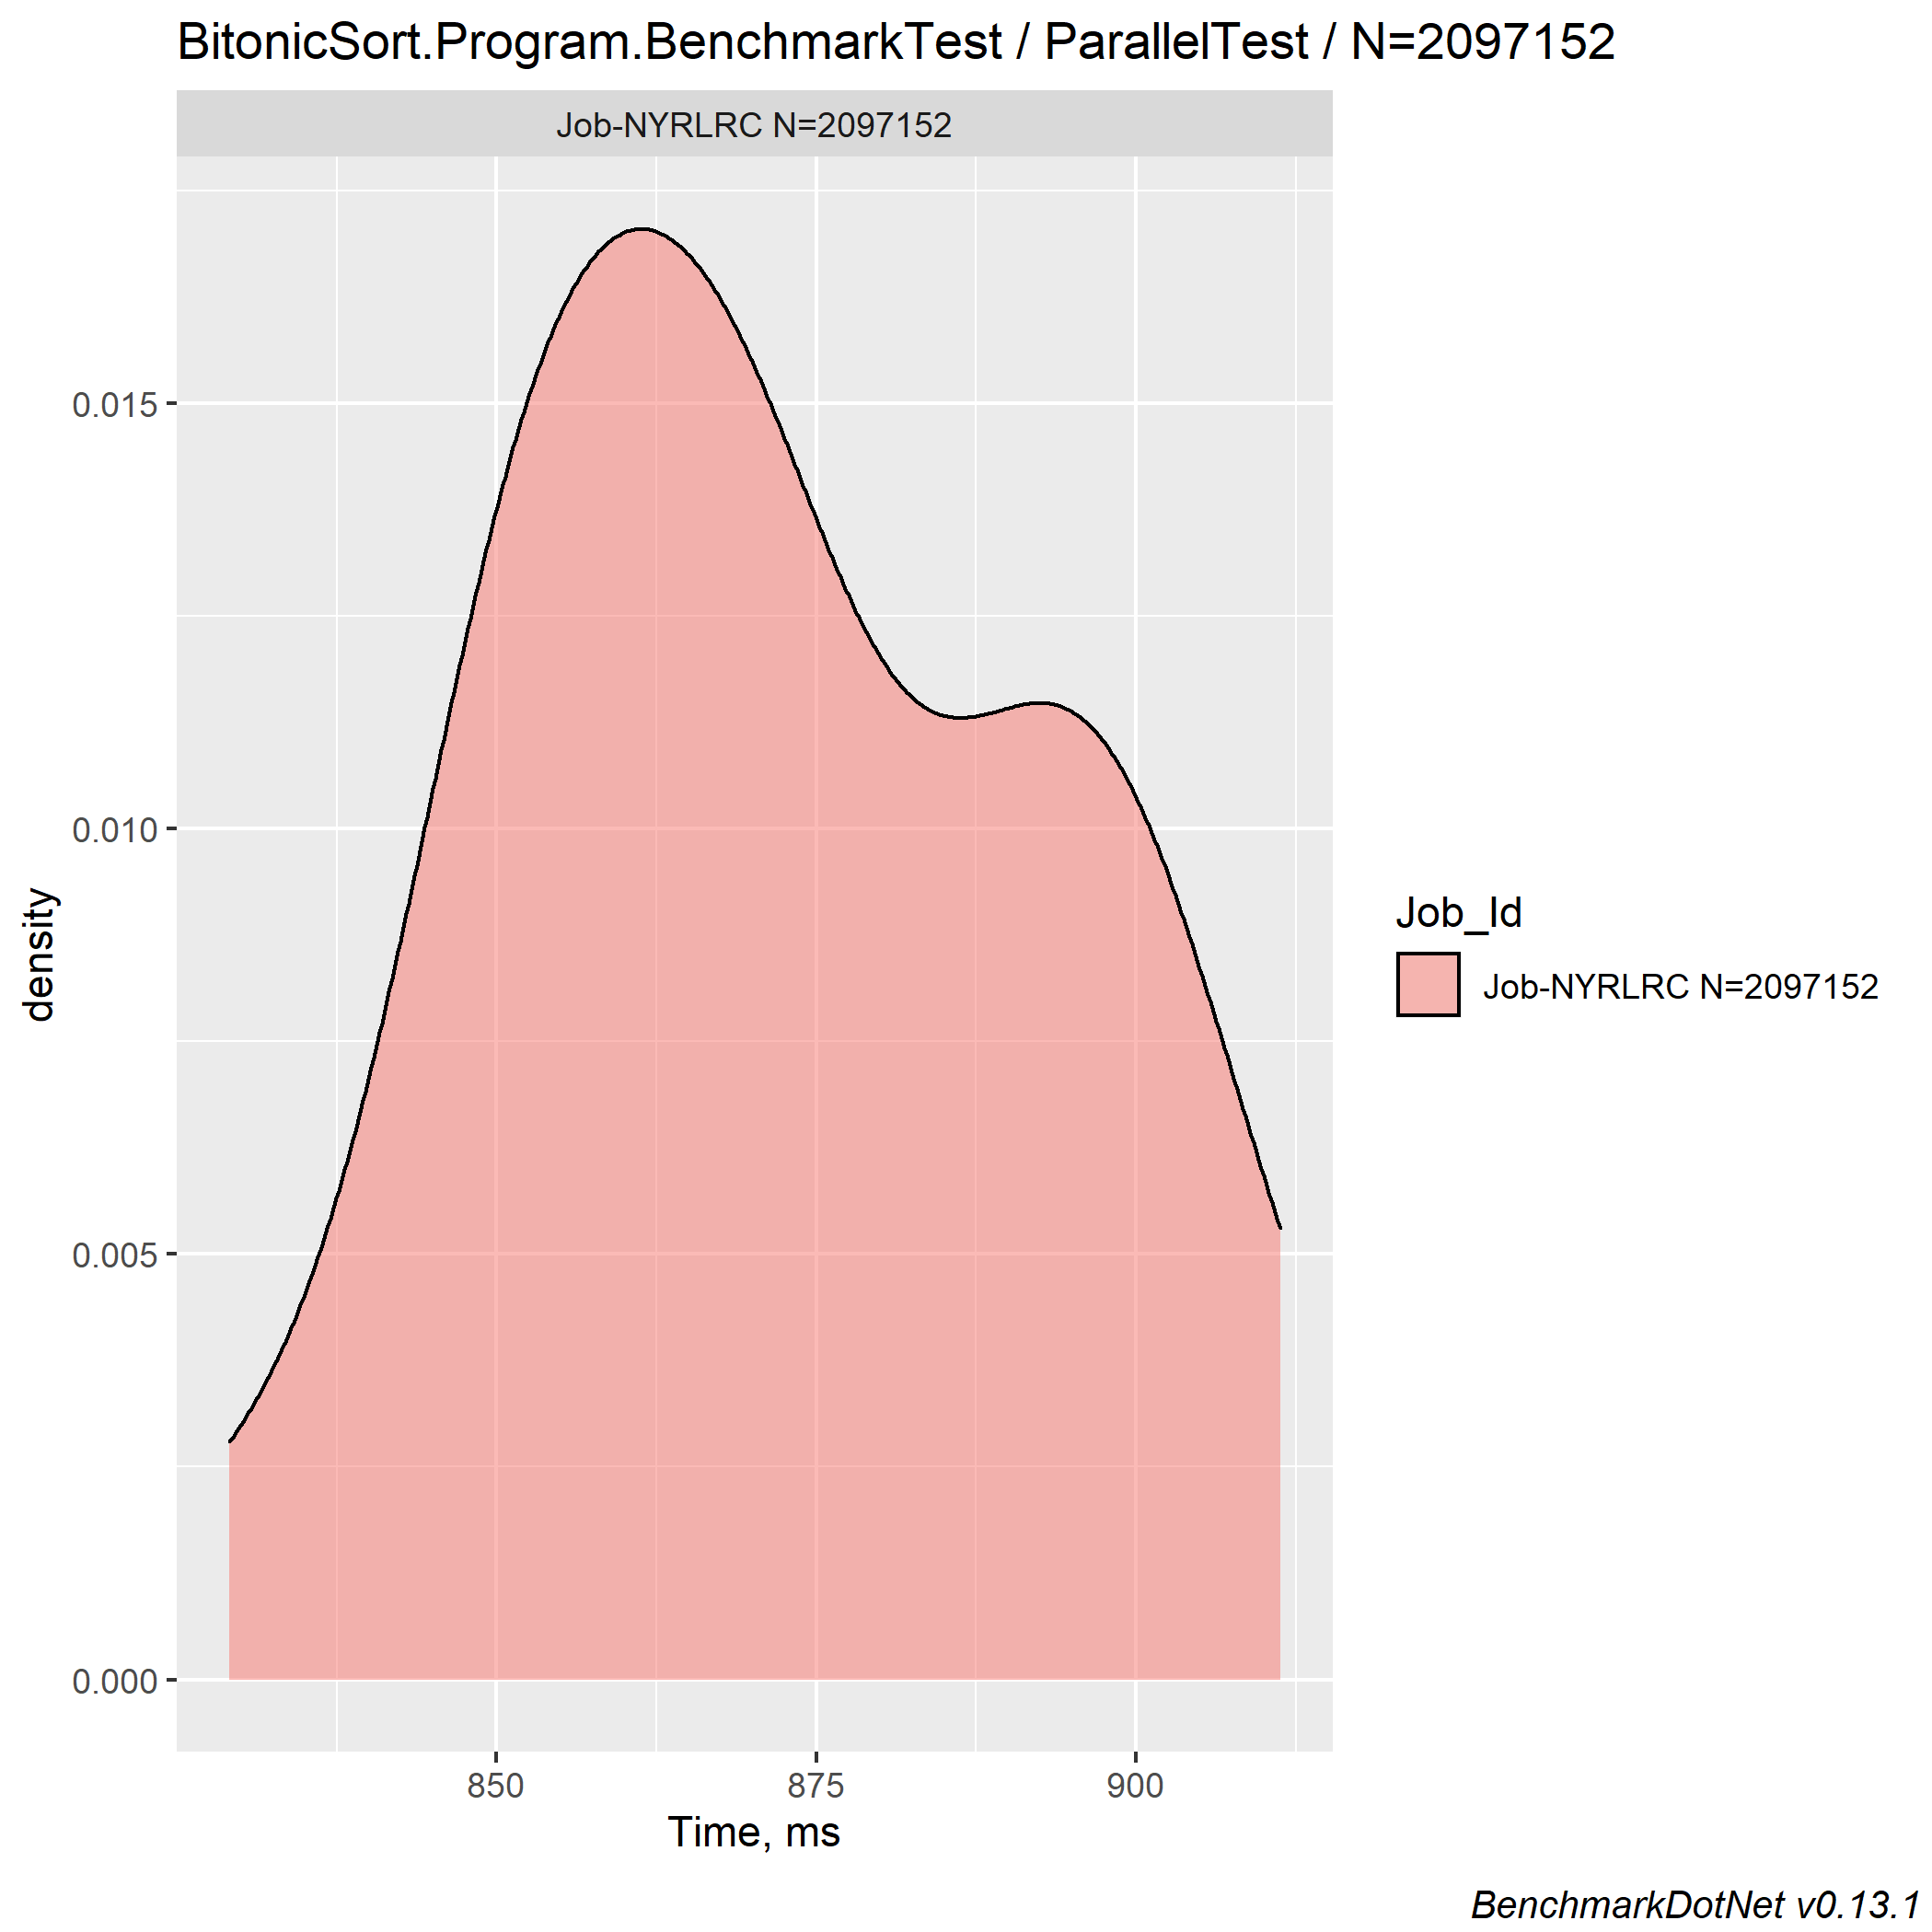 BitonicSort.Program.BenchmarkTest / ParallelTest / N=2097152
Job-NYRLRC N=2097152
0.015
0.010
0.005
0.000
density
850 875 900
Time, ms
Job_Id
Job-NYRLRC N=2097152
BenchmarkDotNet v0.13.1